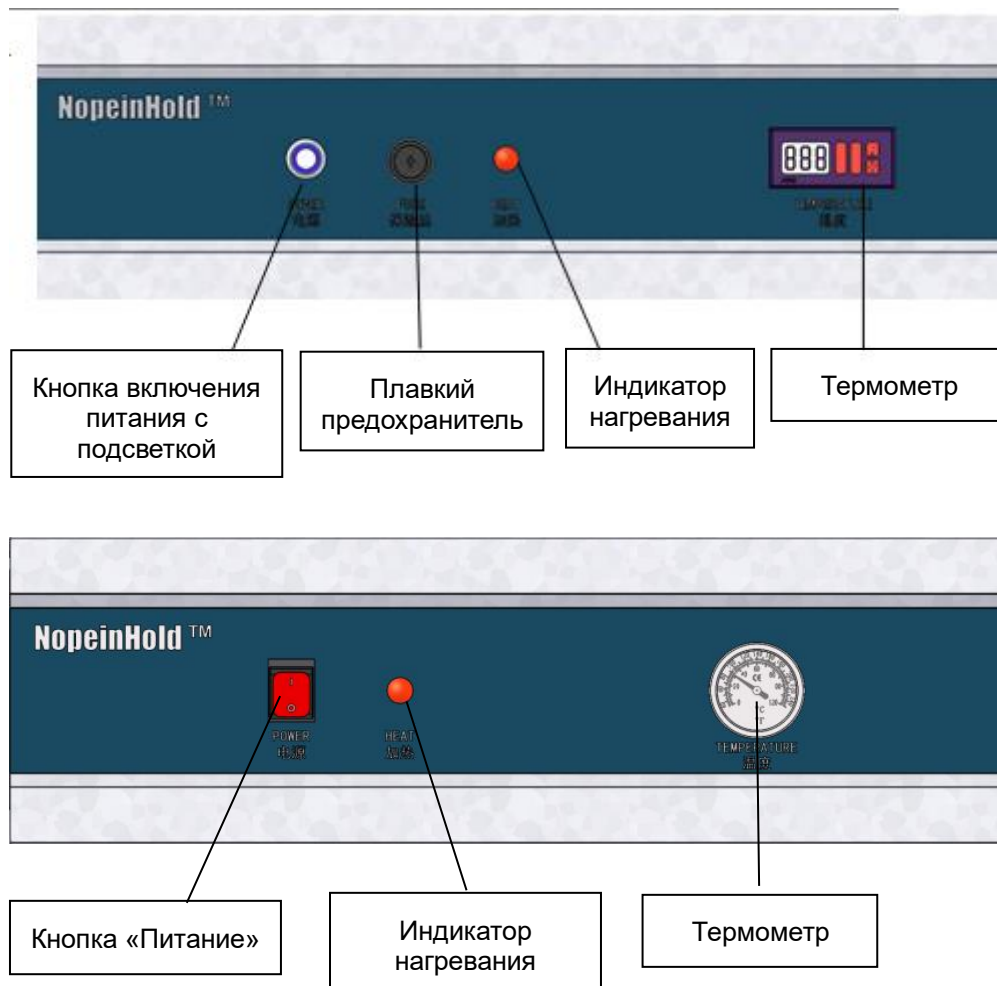 NopeinHold TM
888
Кнопка включения
питания с
подсветкой
Плавкий
предохранитель
Индикатор
нагревания
Термометр
NopeinHold TM
POWER
电源
HEAT
加热
TEMPERATURE
温度
Кнопка «Питание»
Индикатор
нагревания
Термометр